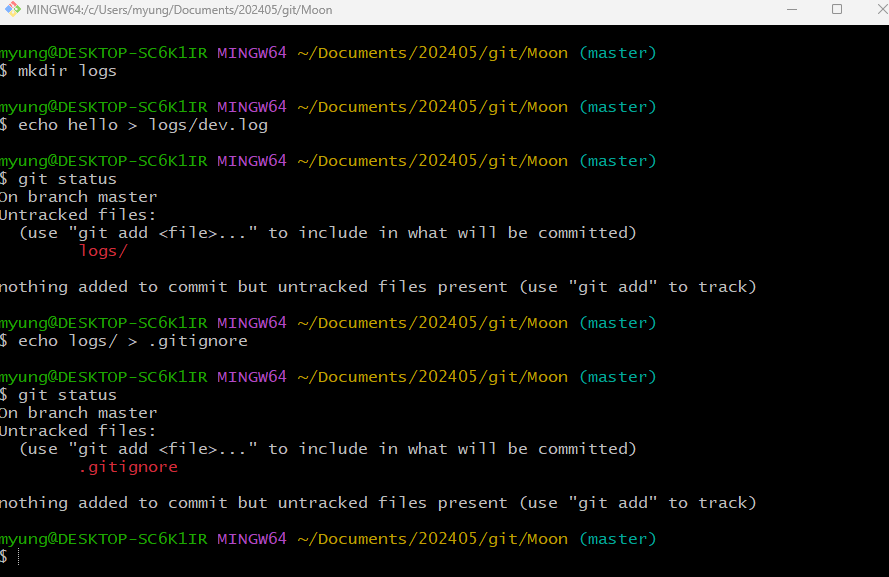 MINGW64:/c/Users/myung/Documents/202405/git/Moon
myung@DESKTOP-SC6K1IR MINGW64 ~/Documents/202405/git/Moon (master)
$ mkdir logs
myung@DESKTOP-SC6K1IR MINGW64 ~/Documents/202405/git/Moon (master)
$ echo hello > logs/dev.log
myung@DESKTOP-SC6K1IR MINGW64 ~/Documents/202405/git/Moon (master)
$ git status
On branch master
Untracked files:
  (use "git add <file>..." to include in what will be committed)
        logs/
nothing added to commit but untracked files present (use "git add" to track)
myung@DESKTOP-SC6K1IR MINGW64 ~/Documents/202405/git/Moon (master)
$ echo logs/ > .gitignore
myung@DESKTOP-SC6K1IR MINGW64 ~/Documents/202405/git/Moon (master)
$ git status
On branch master
Untracked files:
  (use "git add <file>..." to include in what will be committed)
        .gitignore
nothing added to commit but untracked files present (use "git add" to track)
myung@DESKTOP-SC6K1IR MINGW64 ~/Documents/202405/git/Moon (master)
$